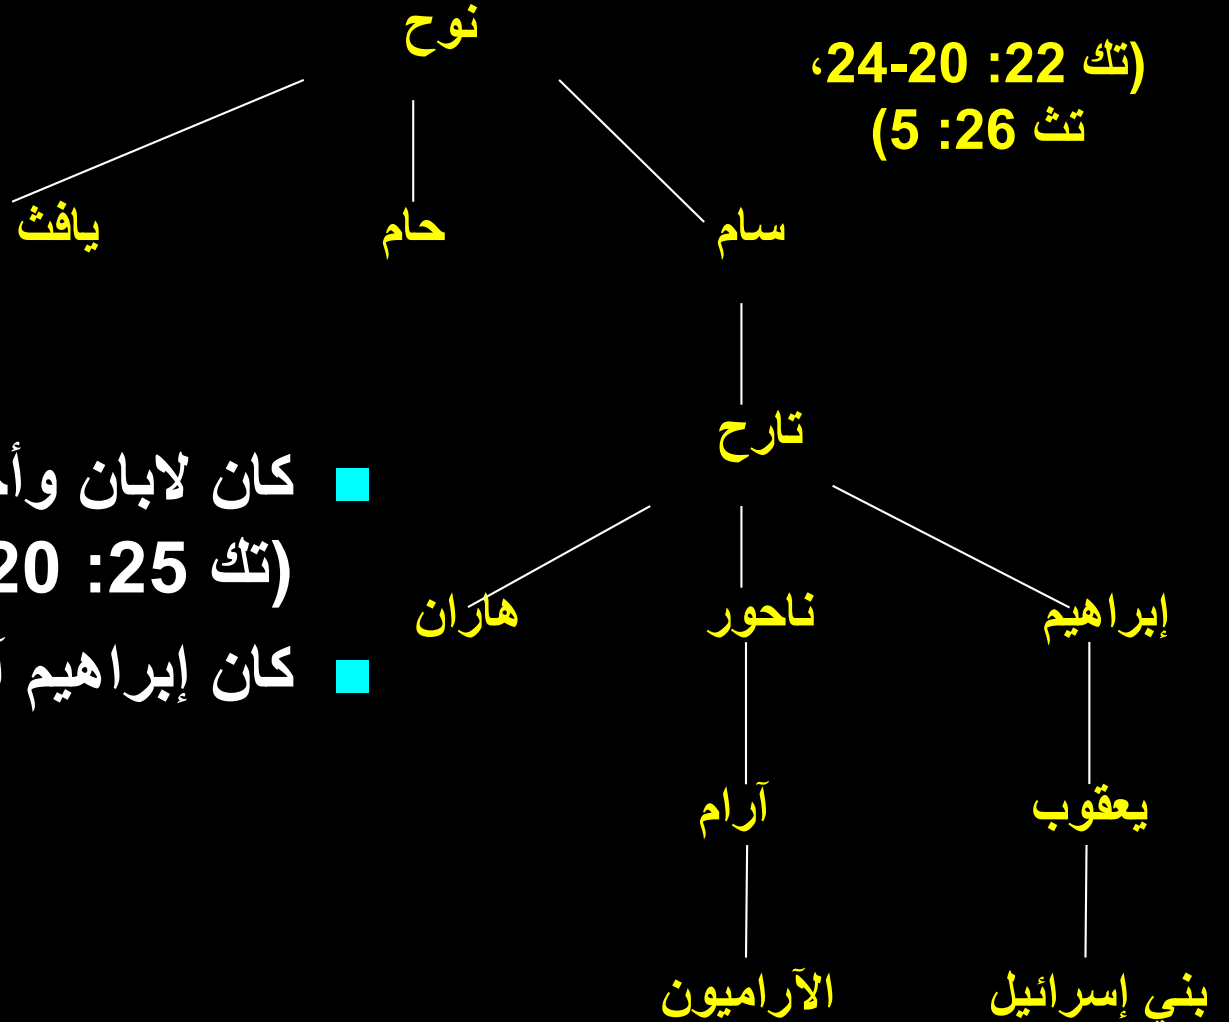 نوح
(تك 22: 20-24،
تث 26: 5)
سام
حام
يافث
تارح
كان لابان
(تك 25: 20
إبراهيم
ناحور
هاران
كان إبراهيم
يعقوب
آرام
بني إسرائيل
الآراميون